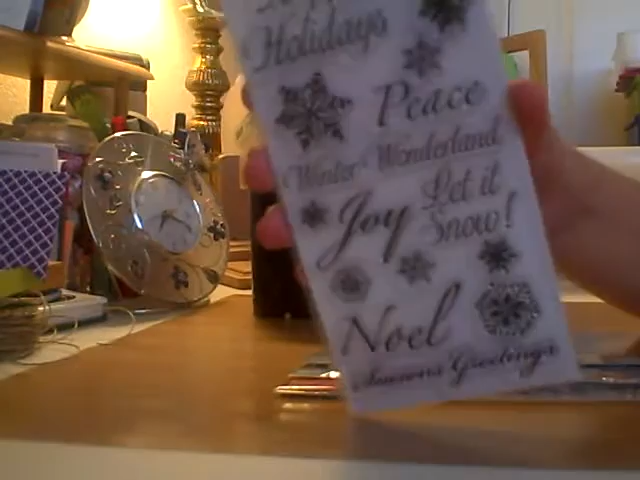 Holidays
Peace
Winter Wonderland
Let it
Joy
Snow!
Noel
Seasons Greetings